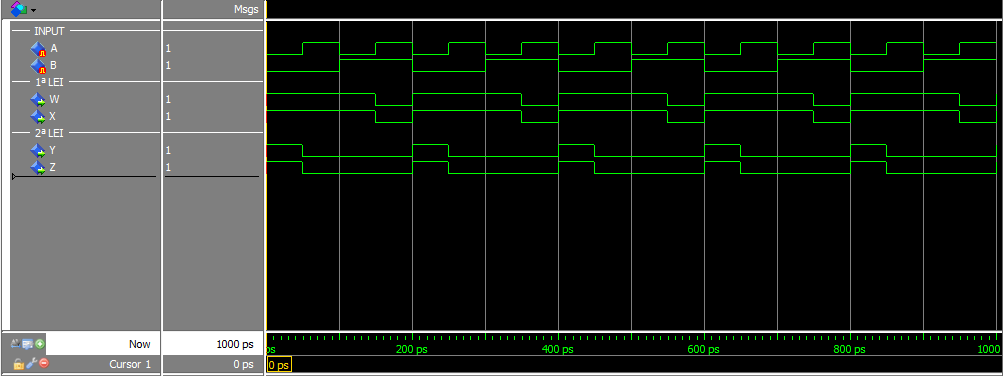 Msgs
INPUT
A 1
B 1
1ª LEI
W 1
X 1
2ª LEI
Y 1
Z 1
Now 1000 ps
ps 200 ps 400 ps 600 ps 800 ps 1000
Cursor 1 0 ps 0 ps